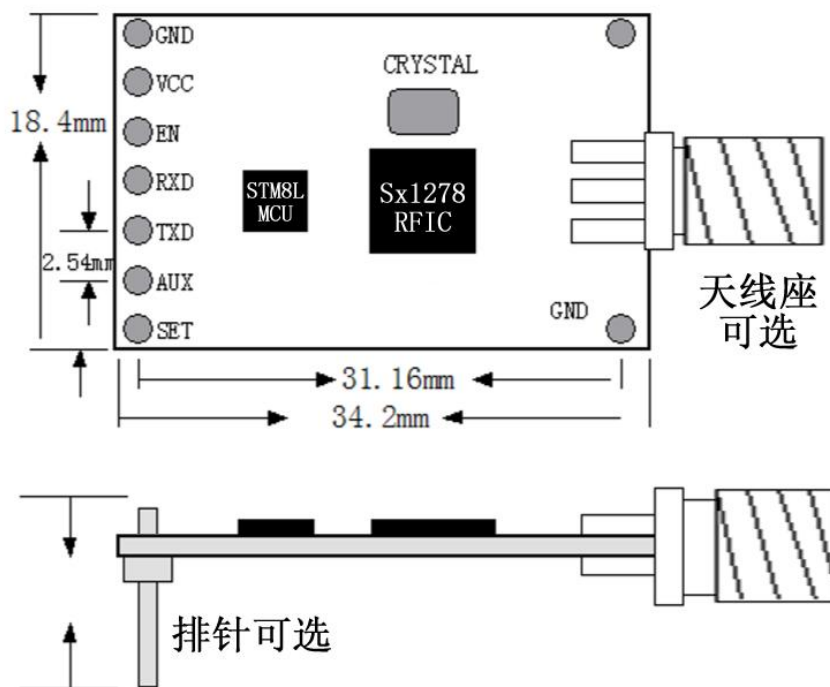 GND
CRYSTAL
VCC
18.4mm
EN
RXD
STM8L
MCU
Sx1278
RFIC
TXD
2.54mm
AUX
天线座
可选
SET
GND
31.16mm
34.2mm
排针可选